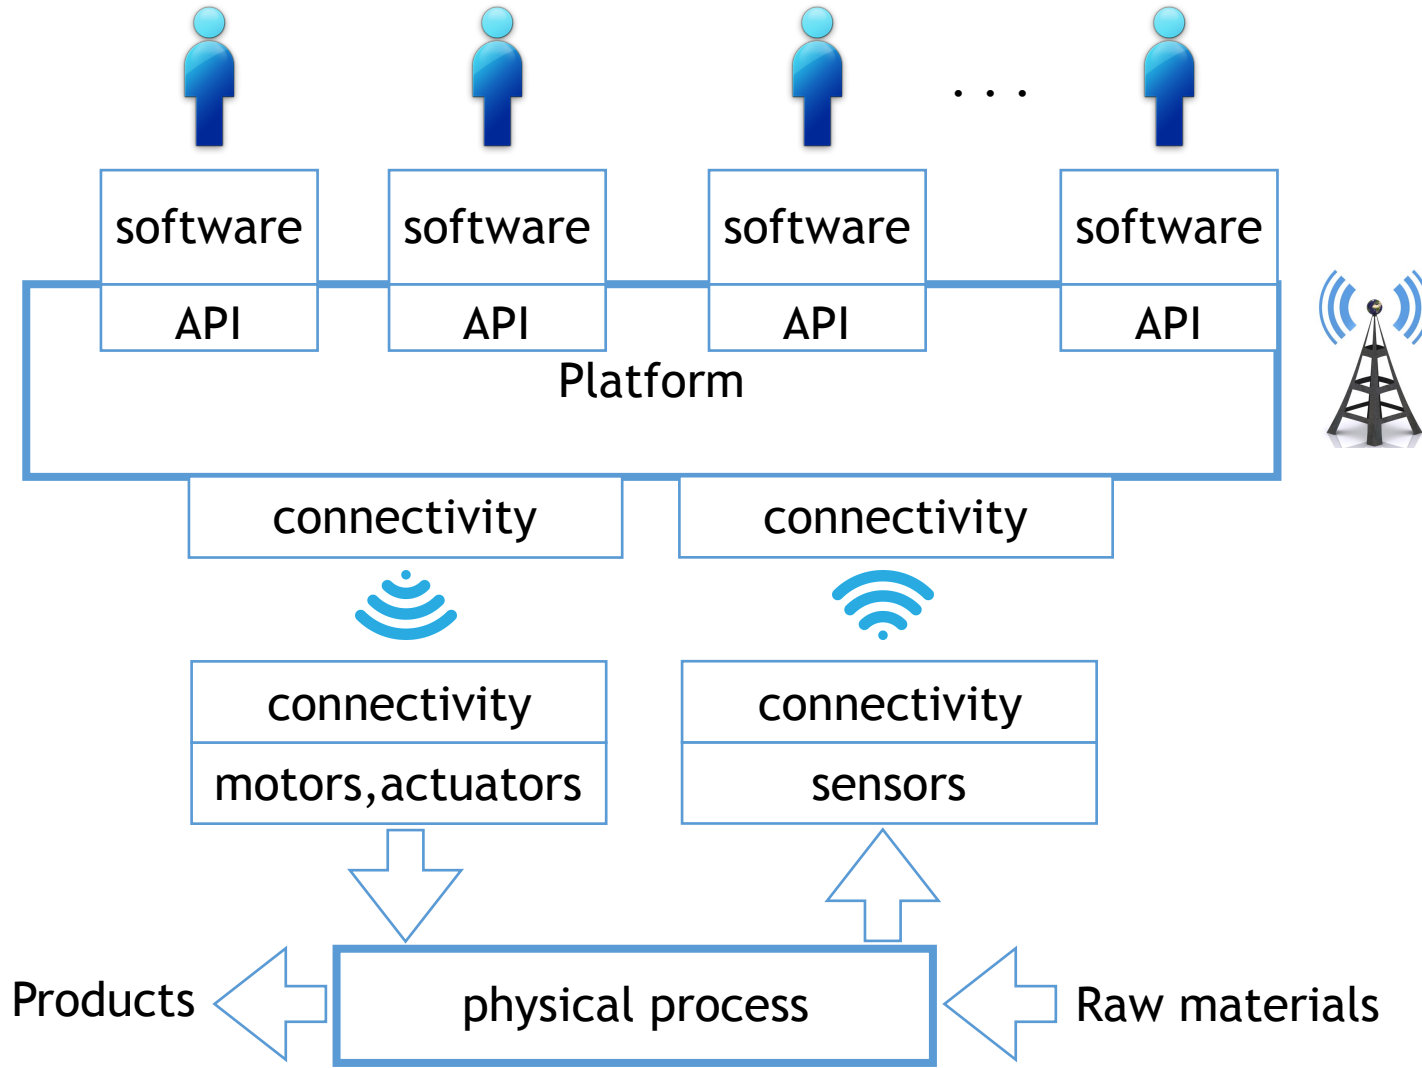 . . .
software software software software
API API API API
Platform
connectivity connectivity
connectivity connectivity
motors,actuators sensors
Products physical process Raw materials